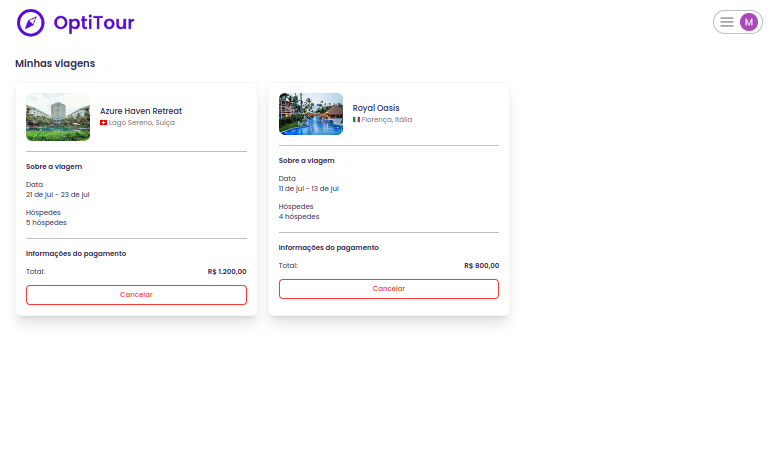 OptiTour
M
Minhas viagens
Azure Haven Retreat
Lago Sereno, Suíça
Sobre a viagem
Data
21 de jul - 23 de jul
Hóspedes
5 hóspedes
Informações do pagamento
Total: R$ 1.200,00
Cancelar
Royal Oasis
Florença, Itália
Sobre a viagem
Data
11 de jul - 13 de jul
Hóspedes
4 hóspedes
Informações do pagamento
Total: R$ 800,00
Cancelar